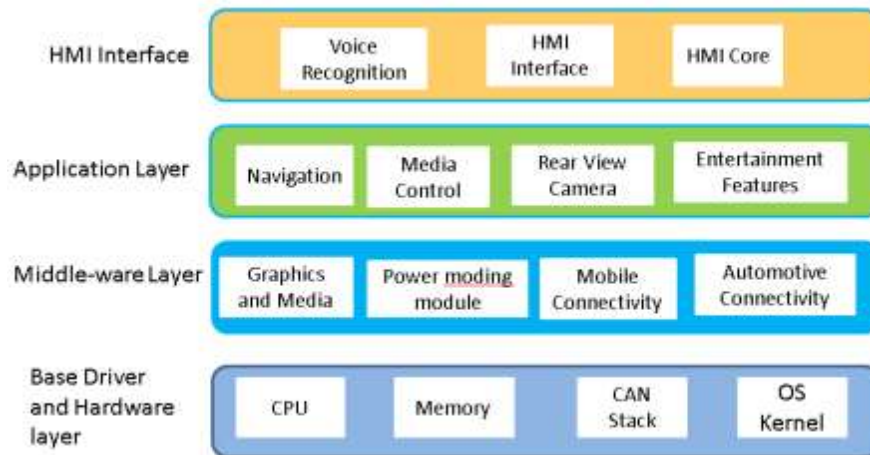 HMI Interface
Voice
Recognition
HMI
Interface
HMI Core
Application Layer
Navigation
Media
Control
Rear View
Camera
Entertainment
Features
Middle-ware Layer
Graphics
and Media
Power moding
module
Mobile
Connectivity
Automotive
Connectivity
Base Driver
and Hardware
layer
CPU
Memory
CAN
Stack
OS
Kernel